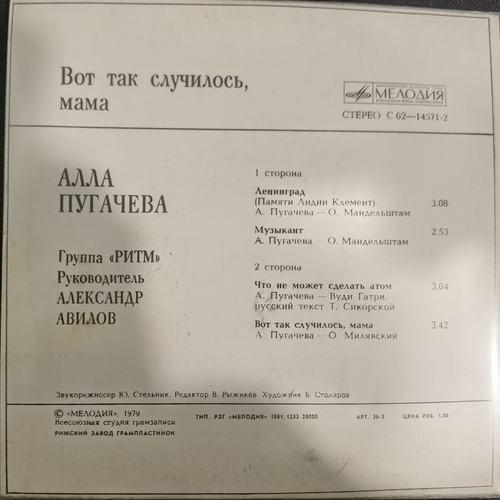 Вот так случилось,
мама
МЕЛОДИЯ
СТЕРЕО С 62—14571-2
АЛЛА
ПУГАЧЕВА
Группа «РИТМ»
Руководитель
АЛЕКСАНДР
АВИЛОВ
1 сторона
Ленинград
(Памяти Лидии Клемент) 3.08
А. Пугачева — О. Мандельштам
Музыкант 2.53
А. Пугачева — О. Мандельштам
2 сторона
Что не может сделать атом 3.04
А. Пугачева — Вуди Гатри,
русский текст Т. Сикорской
Вот так случилось, мама 3.42
А. Пугачева — О. Милявский
Звукорежиссер Ю. Стельник. Редактор В. Рыжиков. Художник Б. Столяров
© «МЕЛОДИЯ», 1979 ТИП. РЗГ «МЕЛОДИЯ» 1981, 1233 20000 АРТ. 36-3 ЦЕНА РУБ. 1,00
Всесоюзная студия грамзаписи
РИЖСКИЙ ЗАВОД ГРАМПЛАСТИНОК